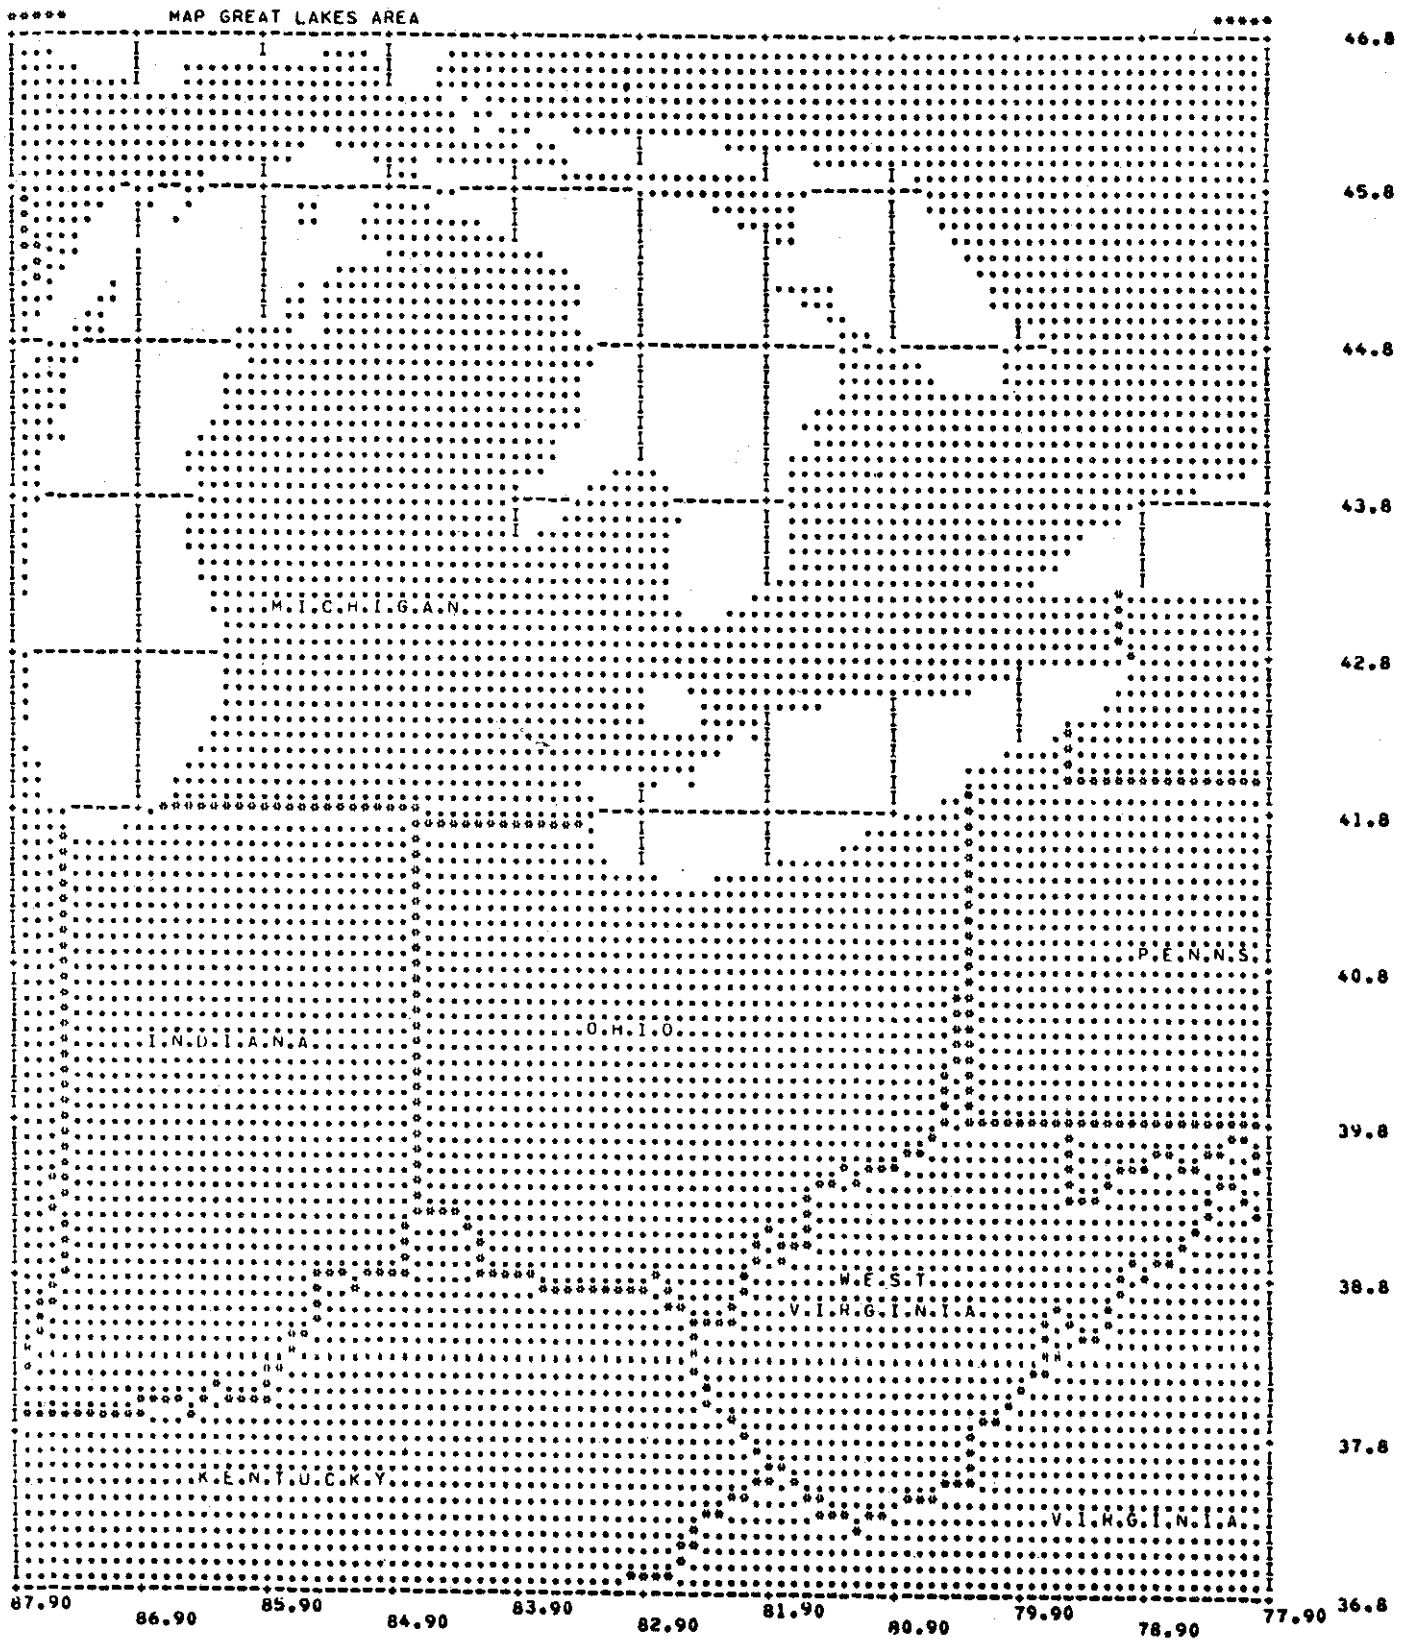 ***** MAP GREAT LAKES AREA *****
46.8
45.8
44.8
43.8
M.I.C.H.I.G.A.N.
42.8
41.8
P.E.N.N.S.
40.8
O.H.I.O.
I.N.D.I.A.N.A.
39.8
W.E.S.T.
38.8
V.I.R.G.I.N.I.A.
37.8
K.E.N.T.U.C.K.Y.
V.I.R.G.I.N.I.A.
36.8
87.90 86.90 85.90 84.90 83.90 82.90 81.90 80.90 79.90 78.90 77.90